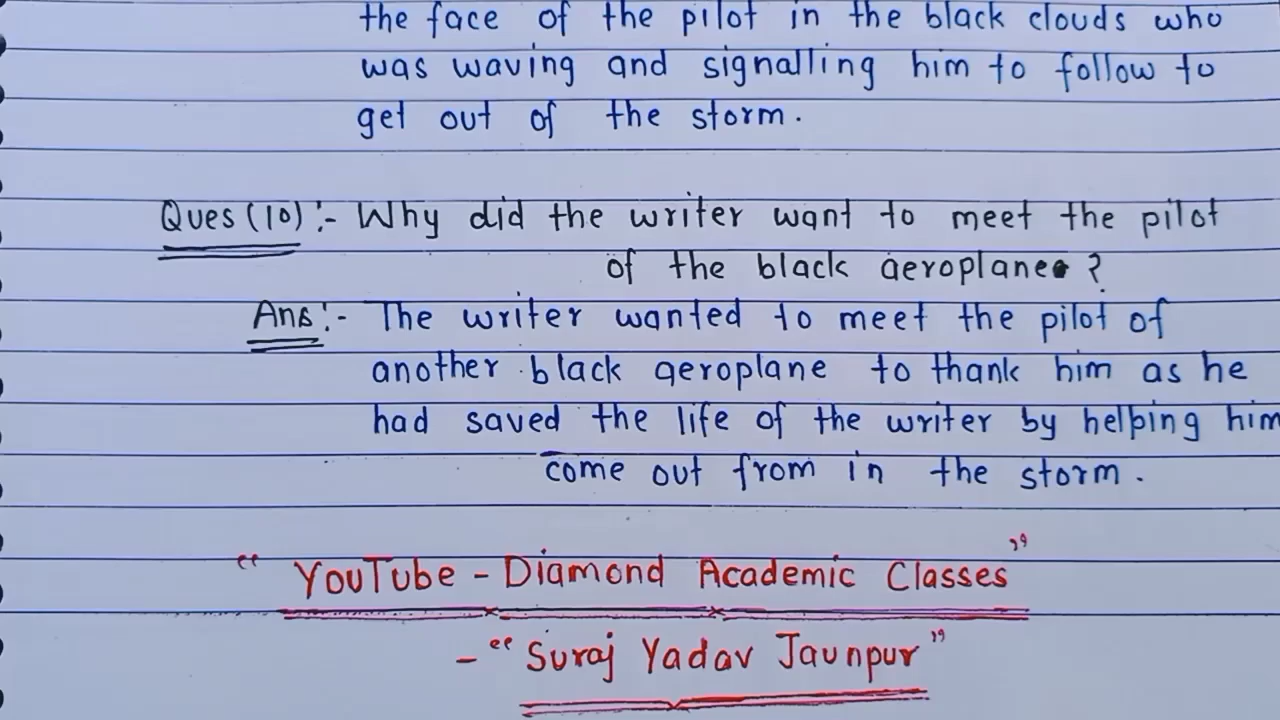 the face of the pilot in the black clouds who
was waving and signalling him to follow to
get out of the storm.
Ques (10) :- Why did the writer want to meet the pilot
of the black aeroplane ?
Ans :- The writer wanted to meet the pilot of
another black aeroplane to thank him as he
had saved the life of the writer by helping him
come out from in the storm.
“ YouTube - Diamond Academic Classes ”
- “ Suraj Yadav Jaunpur ”